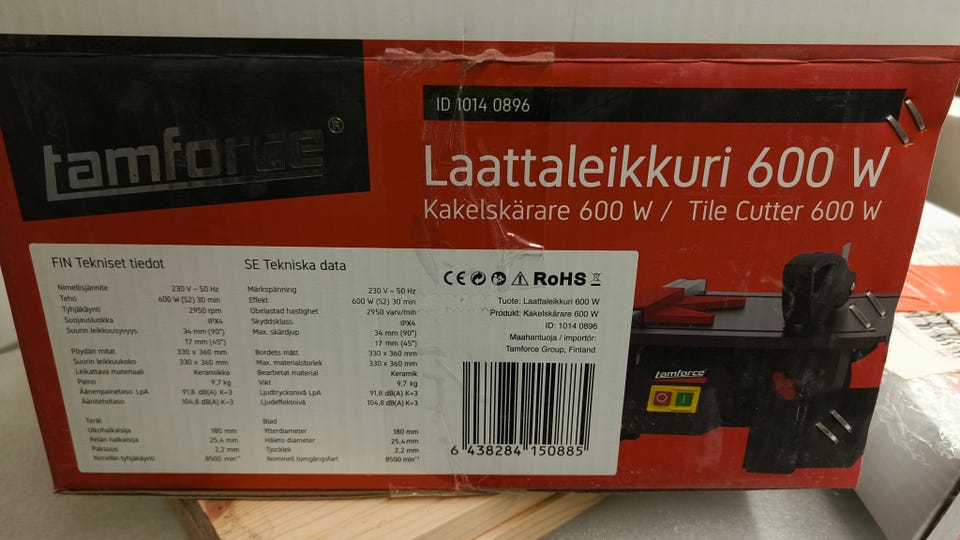 tamforce®
ID 1014 0896
Laattaleikkuri 600 W
Kakelskärare 600 W / Tile Cutter 600 W
FIN Tekniset tiedot
Nimellisjännite 230 V ~ 50 Hz
Teho 600 W (S2) 30 min
Tyhjäkäynti 2950 rpm
Suojausluokka IPX4
Suurin leikkuusyvyys 34 mm (90°)
17 mm (45°)
Pöydän mitat 330 x 360 mm
Suurin leikkuukoko 330 x 360 mm
Leikattava materiaali Keramiikka
Paino 9,7 kg
Äänenpainetaso LpA 91,8 dB(A) K=3
Äänitehotaso 104,8 dB(A) K=3
Terät
Ulkohalkaisija 180 mm
Reiän halkaisija 25,4 mm
Paksuus 2,2 mm
Nimellin tyhjäkäynti 8500 min⁻¹
SE Tekniska data
Märkspänning 230 V ~ 50 Hz
Effekt 600 W (S2) 30 min
Obelastad hastighet 2950 varv/min
Skyddsklass IPX4
Max. skärdjup 34 mm (90°)
17 mm (45°)
Bordets mått 330 x 360 mm
Max. materialstorlek 330 x 360 mm
Bearbetat material Keramik
Vikt 9,7 kg
Ljudtrycksnivå LpA 91,8 dB(A) K=3
Ljudeffektnivå 104,8 dB(A) K=3
Blad
Ytterdiameter 180 mm
Hålets diameter 25,4 mm
Tjocklek 2,2 mm
Nominell tomgångsfart 8500 min⁻¹
CE RoHS
Tuote: Laattaleikkuri 600 W
Produkt: Kakelskärare 600 W
ID: 1014 0896
Maahantuoja / importör:
Tamforce Group, Finland
6 438284 150885
tamforce